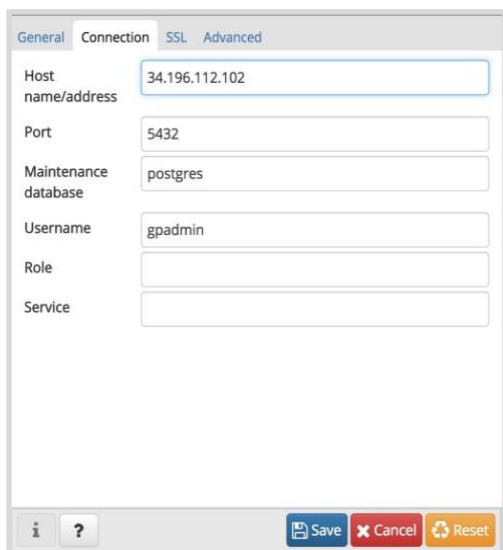 General Connection SSL Advanced
Host
name/address
34.196.112.102
Port
5432
Maintenance
database
postgres
Username
gpadmin
Role
Service
i ? Save Cancel Reset